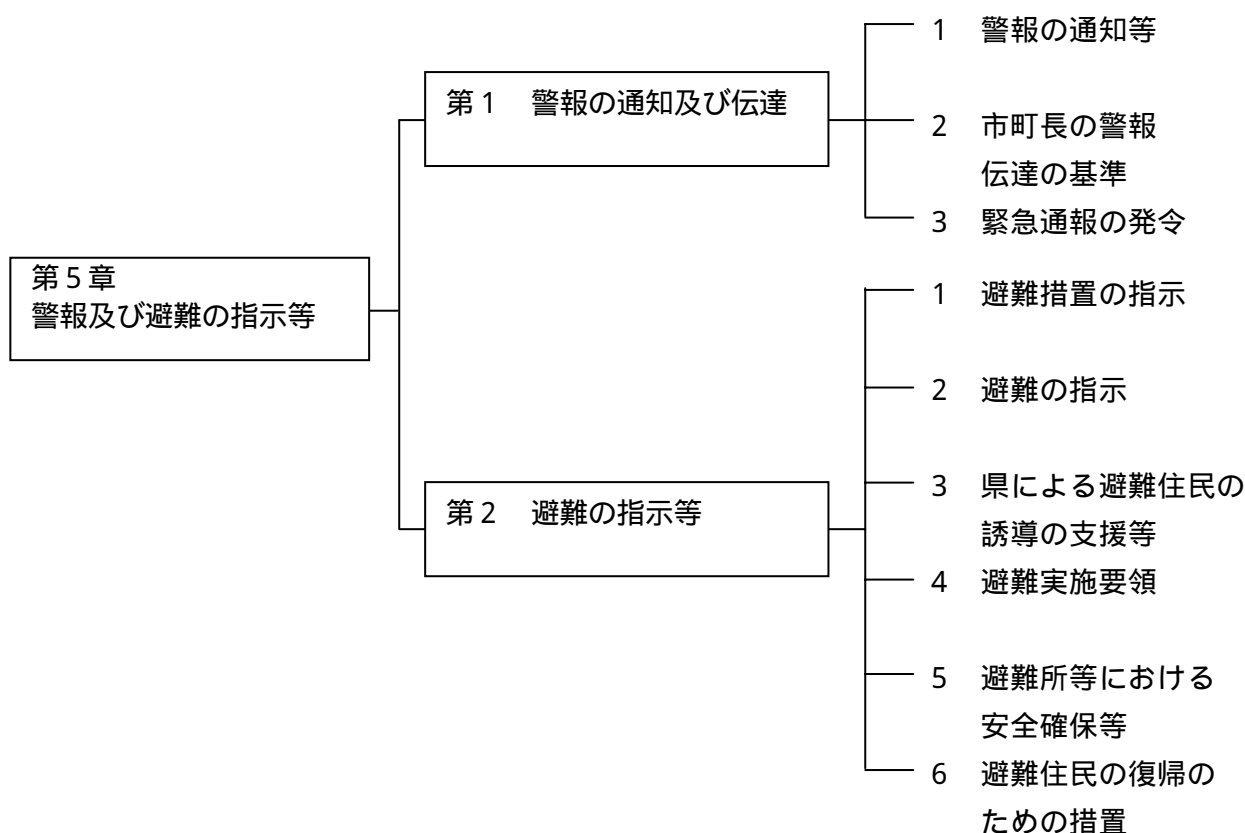 第5章
警報及び避難の指示等
第1 警報の通知及び伝達
1 警報の通知等
2 市町長の警報
伝達の基準
3 緊急通報の発令
第2 避難の指示等
1 避難措置の指示
2 避難の指示
3 県による避難住民の
誘導の支援等
4 避難実施要領
5 避難所等における
安全確保等
6 避難住民の復帰の
ための措置